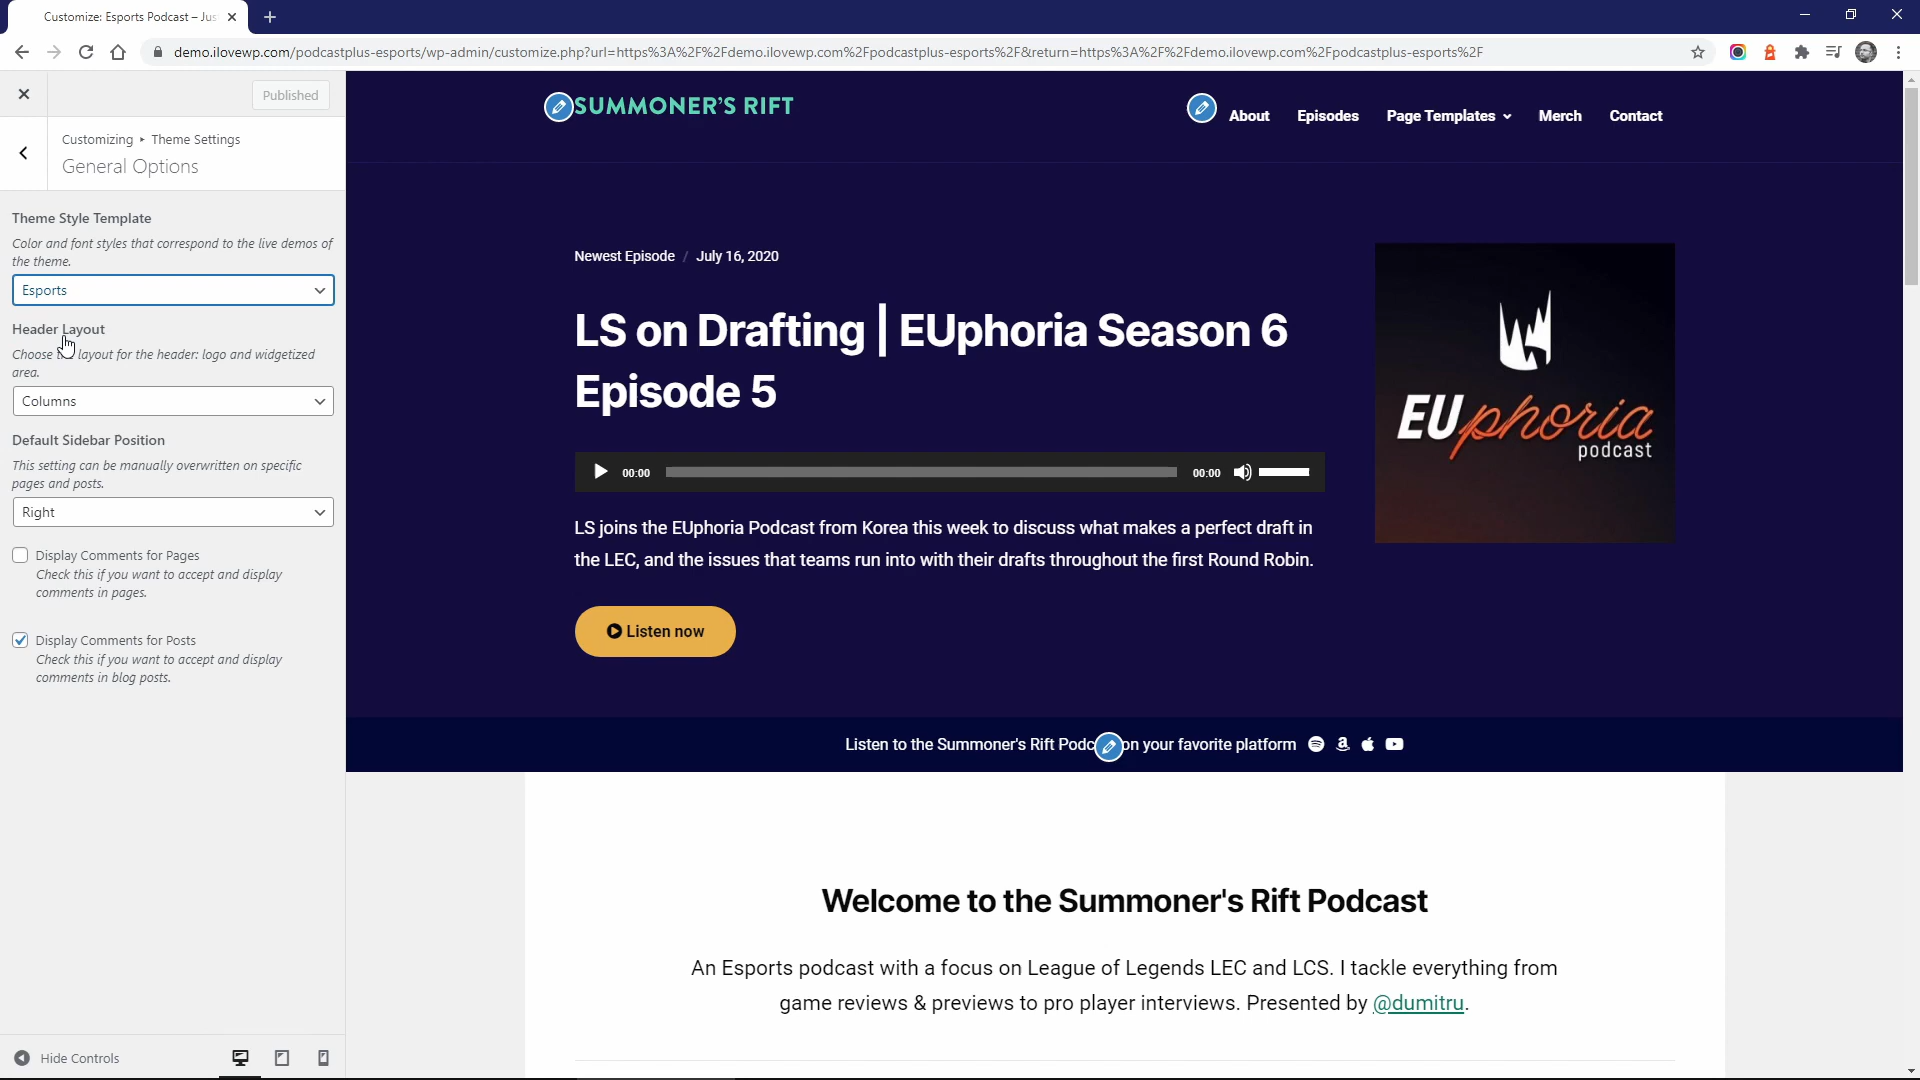 Customize: Esports Podcast – Jus
demo.ilovewp.com/podcastplus-esports/wp-admin/customize.php?url=https%3A%2F%2Fdemo.ilovewp.com%2Fpodcastplus-esports%2F&return=https%3A%2F%2Fdemo.ilovewp.com%2Fpodcastplus-esports%2F
Published
Customizing ▸ Theme Settings
General Options
Theme Style Template
Color and font styles that correspond to the live demos of
the theme.
Esports
Header Layout
Choose the layout for the header: logo and widgetized
area.
Columns
Default Sidebar Position
This setting can be manually overwritten on specific
pages and posts.
Right
Display Comments for Pages
Check this if you want to accept and display
comments in pages.
Display Comments for Posts
Check this if you want to accept and display
comments in blog posts.
Hide Controls
SUMMONER'S RIFT
About Episodes Page Templates Merch Contact
Newest Episode / July 16, 2020
LS on Drafting | EUphoria Season 6
Episode 5
00:00 00:00
LS joins the EUphoria Podcast from Korea this week to discuss what makes a perfect draft in
the LEC, and the issues that teams run into with their drafts throughout the first Round Robin.
Listen now
EUphoria
podcast
Listen to the Summoner's Rift Podc on your favorite platform
Welcome to the Summoner's Rift Podcast
An Esports podcast with a focus on League of Legends LEC and LCS. I tackle everything from
game reviews & previews to pro player interviews. Presented by @dumitru.